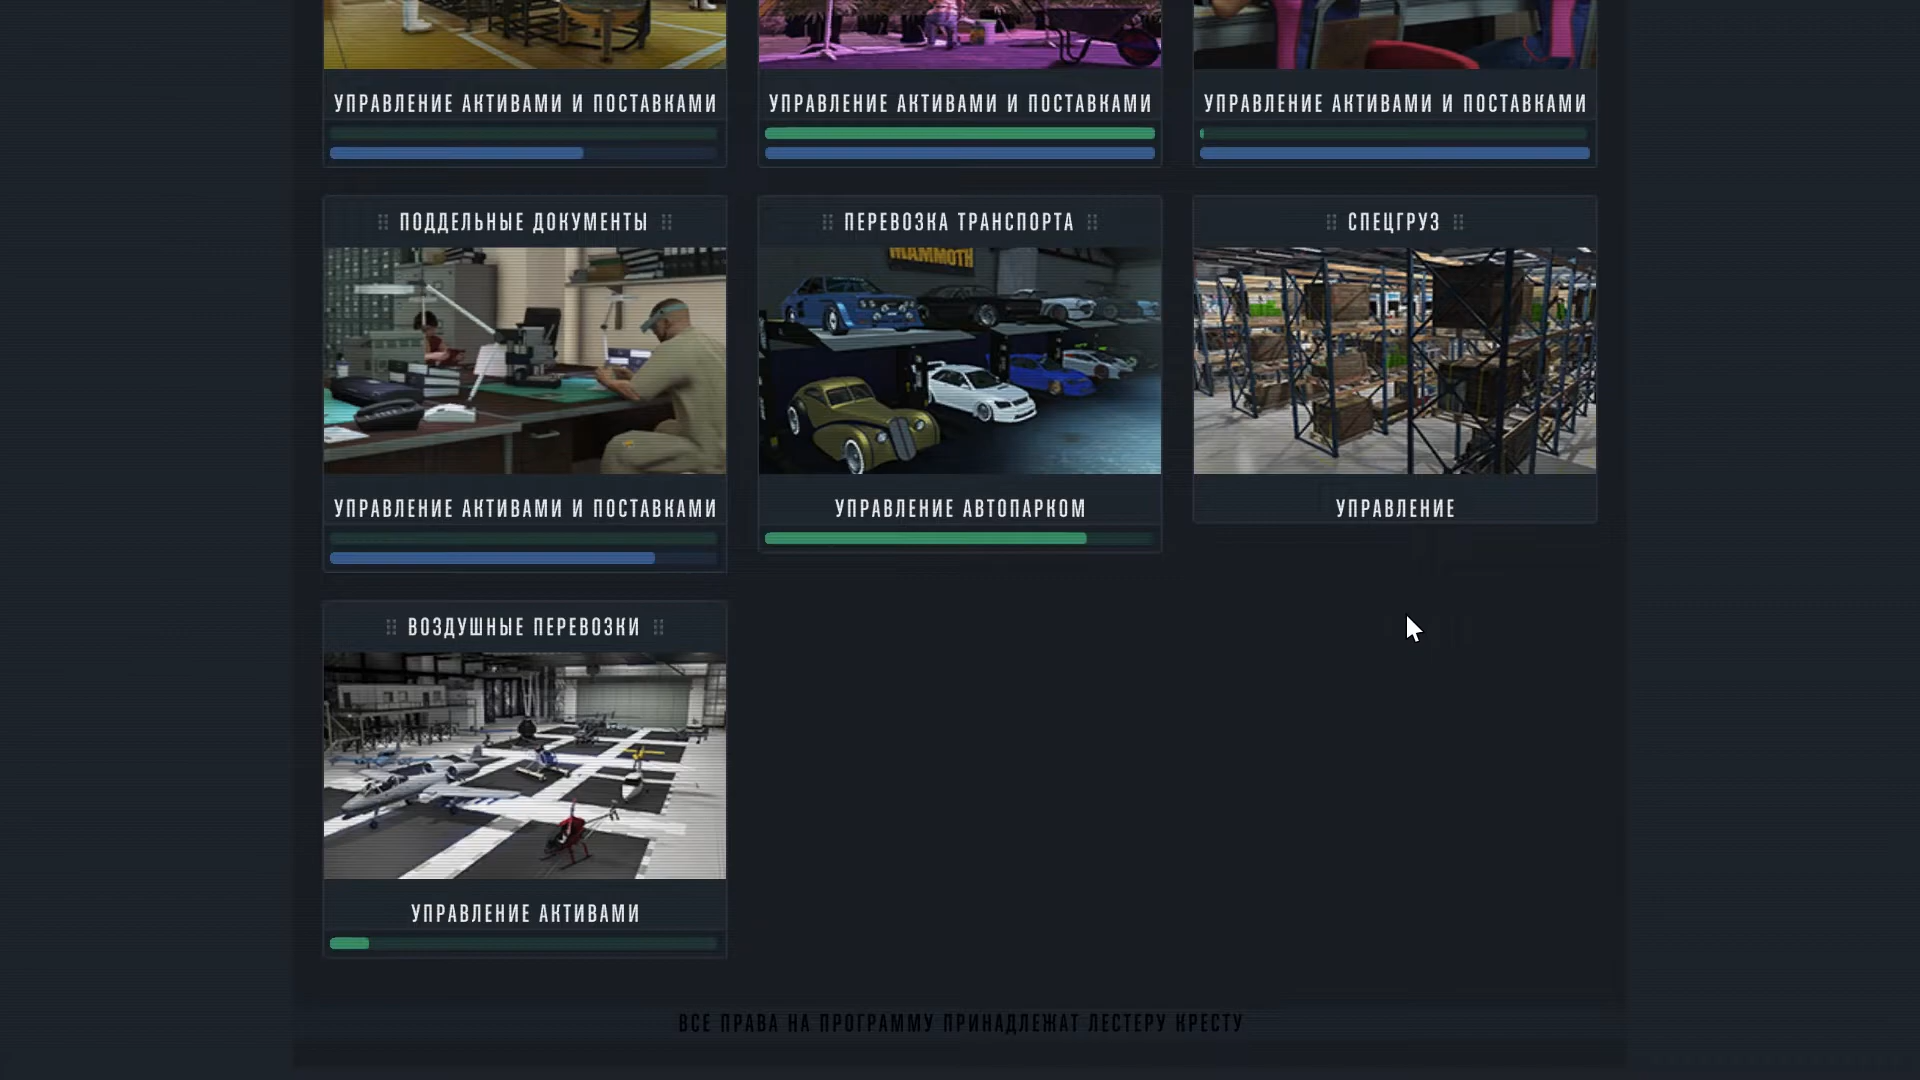 УПРАВЛЕНИЕ АКТИВАМИ И ПОСТАВКАМИ
УПРАВЛЕНИЕ АКТИВАМИ И ПОСТАВКАМИ
УПРАВЛЕНИЕ АКТИВАМИ И ПОСТАВКАМИ
ПОДДЕЛЬНЫЕ ДОКУМЕНТЫ
ПЕРЕВОЗКА ТРАНСПОРТА
СПЕЦГРУЗ
MAMMOTH
УПРАВЛЕНИЕ АКТИВАМИ И ПОСТАВКАМИ
УПРАВЛЕНИЕ АВТОПАРКОМ
УПРАВЛЕНИЕ
ВОЗДУШНЫЕ ПЕРЕВОЗКИ
УПРАВЛЕНИЕ АКТИВАМИ
ВСЕ ПРАВА НА ПРОГРАММУ ПРИНАДЛЕЖАТ ЛЕСТЕРУ КРЕСТУ